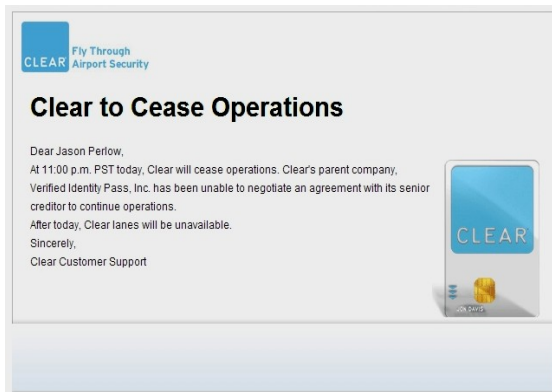 CLEAR
Fly Through
Airport Security
Clear to Cease Operations
Dear Jason Perlow,
At 11:00 p.m. PST today, Clear will cease operations. Clear's parent company,
Verified Identity Pass, Inc. has been unable to negotiate an agreement with its senior
creditor to continue operations.
After today, Clear lanes will be unavailable.
Sincerely,
Clear Customer Support
CLEAR
JON DAVIS